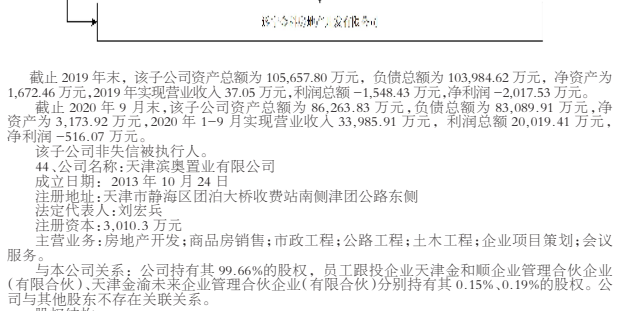 遂宁金科房地产开发有限公司
截止 2019 年末，该子公司资产总额为 105,657.80 万元，负债总额为 103,984.62 万元，净资产为
1,672.46 万元,2019 年实现营业收入 37.05 万元,利润总额 -1,548.43 万元,净利润 -2,017.53 万元。
截止 2020 年 9 月末,该子公司资产总额为 86,263.83 万元,负债总额为 83,089.91 万元,净
资产为 3,173.92 万元,2020 年 1-9 月实现营业收入 33,985.91 万元，利润总额 20,019.41 万元,
净利润 -516.07 万元。
该子公司非失信被执行人。
44、公司名称:天津滨奥置业有限公司
成立日期：2013 年 10 月 24 日
注册地址:天津市静海区团泊大桥收费站南侧津团公路东侧
法定代表人:刘宏兵
注册资本:3,010.3 万元
主营业务:房地产开发;商品房销售;市政工程;公路工程;土木工程;企业项目策划;会议
服务。
与本公司关系：公司持有其 99.66%的股权，员工跟投企业天津金和顺企业管理合伙企业
(有限合伙)、天津金渝未来企业管理合伙企业(有限合伙)分别持有其 0.15%、0.19%的股权。公
司与其他股东不存在关联关系。